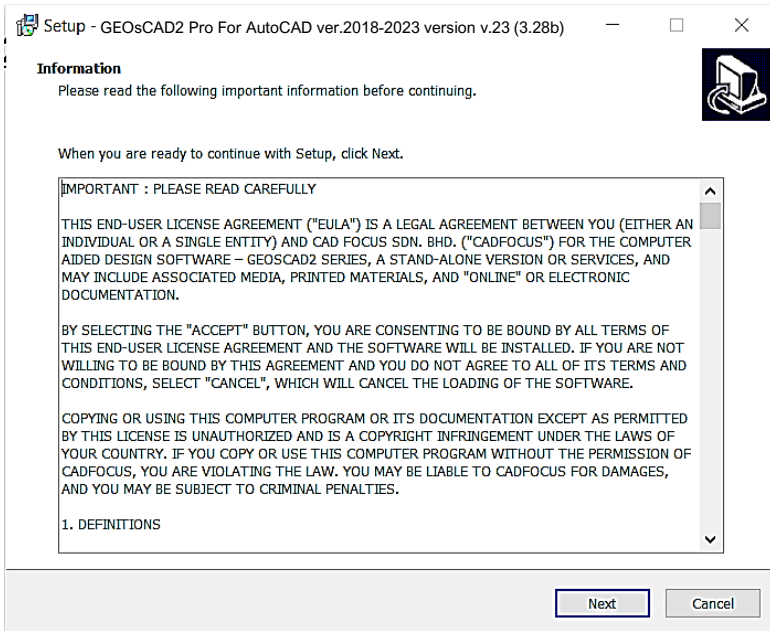 Setup - GEOsCAD2 Pro For AutoCAD ver.2018-2023 version v.23 (3.28b)
Information
Please read the following important information before continuing.
When you are ready to continue with Setup, click Next.
IMPORTANT : PLEASE READ CAREFULLY
THIS END-USER LICENSE AGREEMENT ("EULA") IS A LEGAL AGREEMENT BETWEEN YOU (EITHER AN
INDIVIDUAL OR A SINGLE ENTITY) AND CAD FOCUS SDN. BHD. ("CADFOCUS") FOR THE COMPUTER
AIDED DESIGN SOFTWARE – GEOSCAD2 SERIES, A STAND-ALONE VERSION OR SERVICES, AND
MAY INCLUDE ASSOCIATED MEDIA, PRINTED MATERIALS, AND "ONLINE" OR ELECTRONIC
DOCUMENTATION.
BY SELECTING THE "ACCEPT" BUTTON, YOU ARE CONSENTING TO BE BOUND BY ALL TERMS OF
THIS END-USER LICENSE AGREEMENT AND THE SOFTWARE WILL BE INSTALLED. IF YOU ARE NOT
WILLING TO BE BOUND BY THIS AGREEMENT AND YOU DO NOT AGREE TO ALL OF ITS TERMS AND
CONDITIONS, SELECT "CANCEL", WHICH WILL CANCEL THE LOADING OF THE SOFTWARE.
COPYING OR USING THIS COMPUTER PROGRAM OR ITS DOCUMENTATION EXCEPT AS PERMITTED
BY THIS LICENSE IS UNAUTHORIZED AND IS A COPYRIGHT INFRINGEMENT UNDER THE LAWS OF
YOUR COUNTRY. IF YOU COPY OR USE THIS COMPUTER PROGRAM WITHOUT THE PERMISSION OF
CADFOCUS, YOU ARE VIOLATING THE LAW. YOU MAY BE LIABLE TO CADFOCUS FOR DAMAGES,
AND YOU MAY BE SUBJECT TO CRIMINAL PENALTIES.
1. DEFINITIONS
Next
Cancel